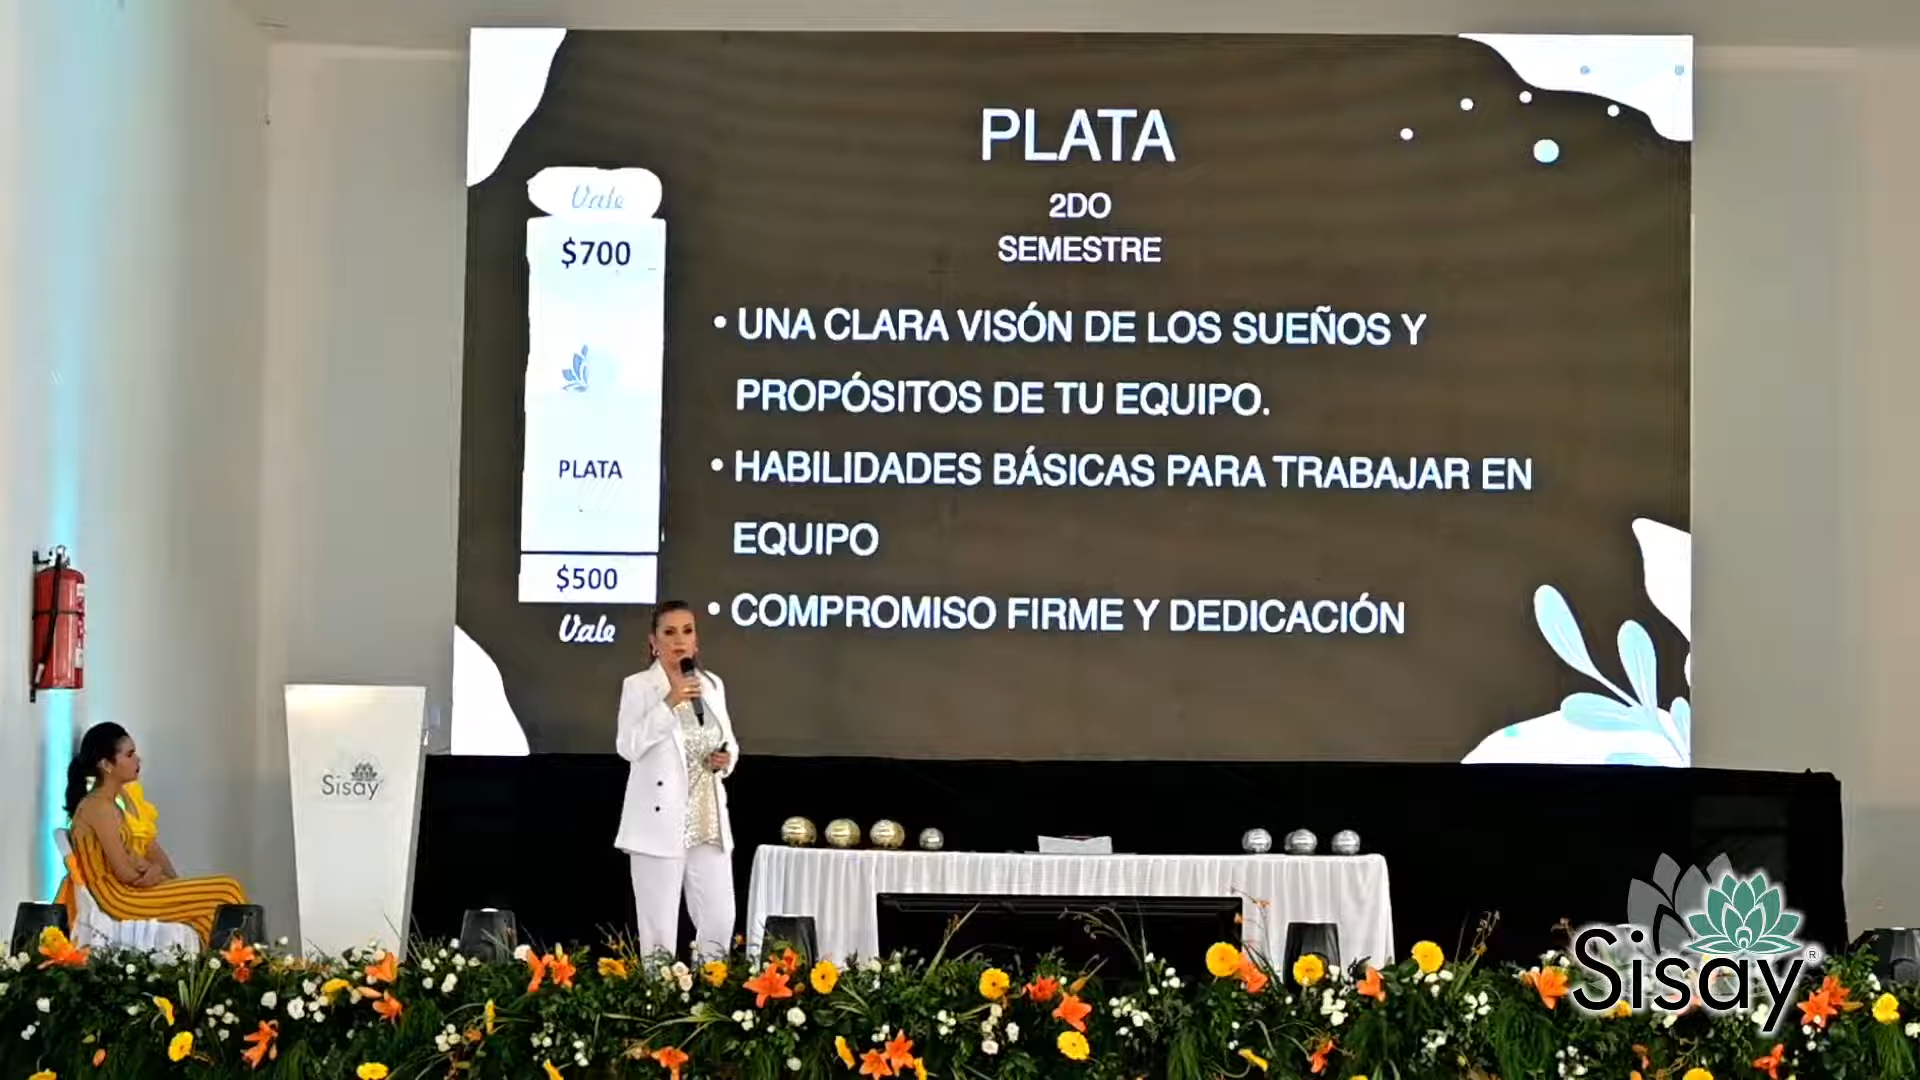 PLATA
2DO
SEMESTRE
Vale
$700
PLATA
$500
Vale
• UNA CLARA VISÓN DE LOS SUEÑOS Y
PROPÓSITOS DE TU EQUIPO.
• HABILIDADES BÁSICAS PARA TRABAJAR EN
EQUIPO
• COMPROMISO FIRME Y DEDICACIÓN
Sisay
Sisay®